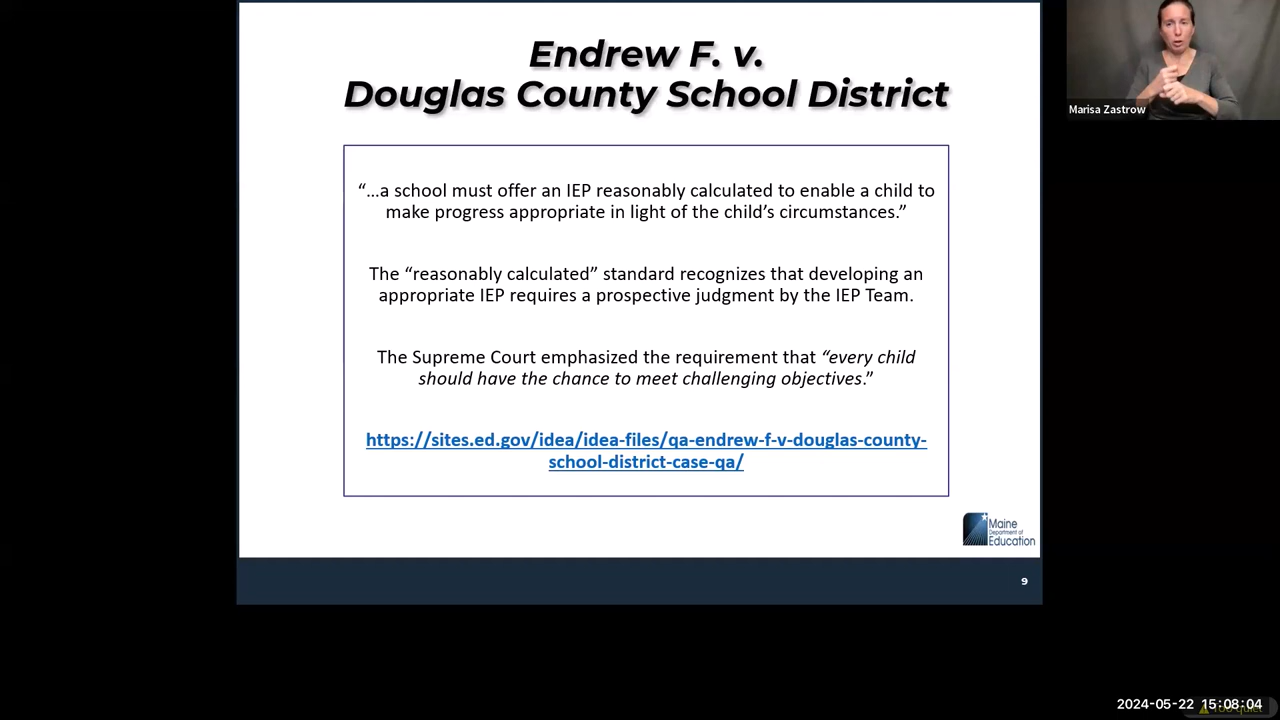 Endrew F. v.
Douglas County School District
“...a school must offer an IEP reasonably calculated to enable a child to
make progress appropriate in light of the child’s circumstances.”
The “reasonably calculated” standard recognizes that developing an
appropriate IEP requires a prospective judgment by the IEP Team.
The Supreme Court emphasized the requirement that “every child
should have the chance to meet challenging objectives.”
https://sites.ed.gov/idea/idea-files/qa-endrew-f-v-douglas-county-
school-district-case-qa/
Maine
Department of
Education
9
Marisa Zastrow
2024-05-22 15:08:04